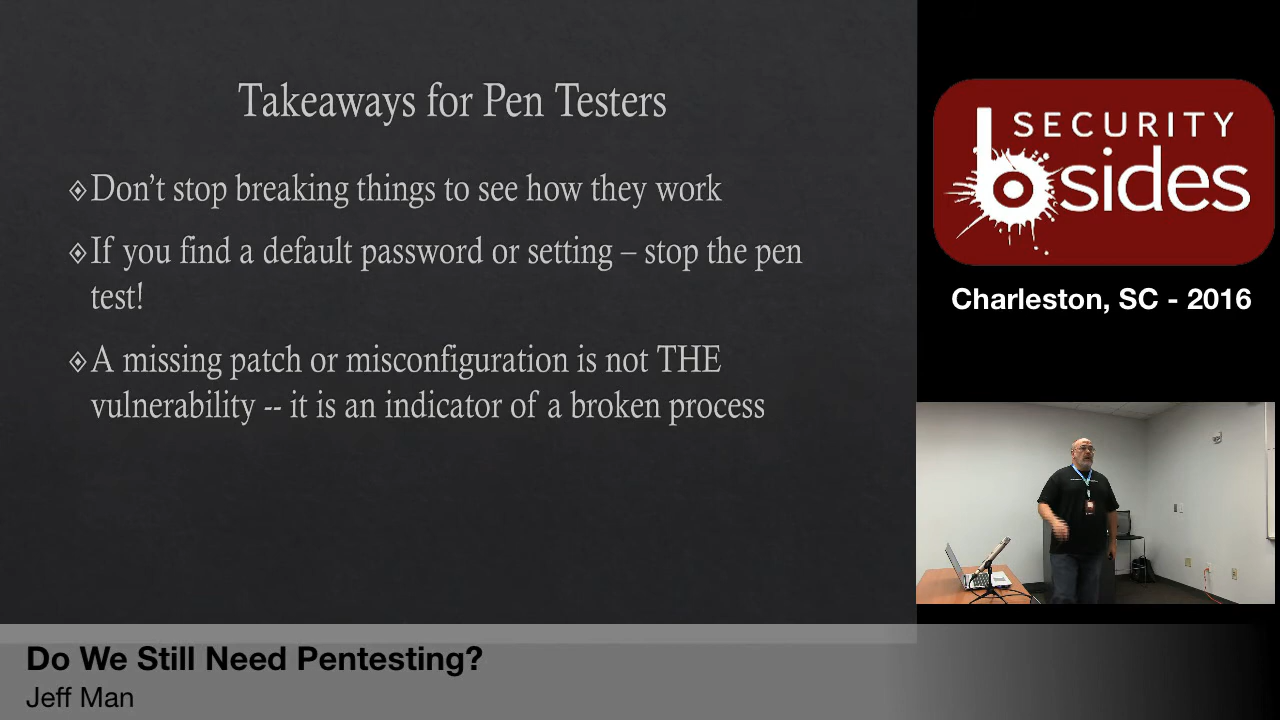 Takeaways for Pen Testers
Don't stop breaking things to see how they work
If you find a default password or setting – stop the pen
test!
A missing patch or misconfiguration is not THE
vulnerability -- it is an indicator of a broken process
SECURITY
bsides
Charleston, SC - 2016
Do We Still Need Pentesting?
Jeff Man